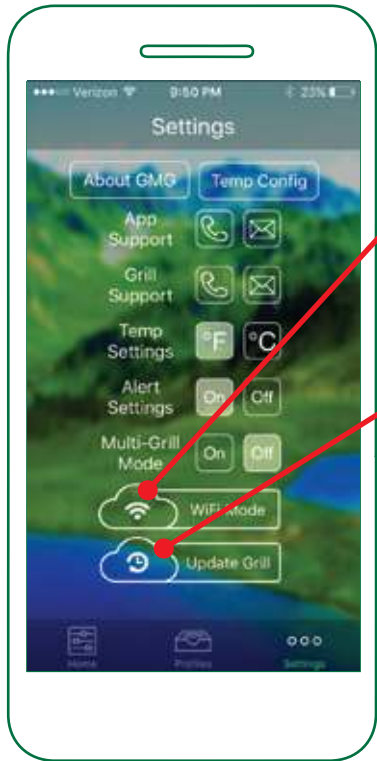 Verizon 9:50 PM 23%
Settings
About GMG Temp Config
App
Support
Grill
Support
Temp
Settings
°F °C
Alert
Settings
On Off
Multi-Grill
Mode
On Off
WiFi Mode
Update Grill
Home Profiles Settings